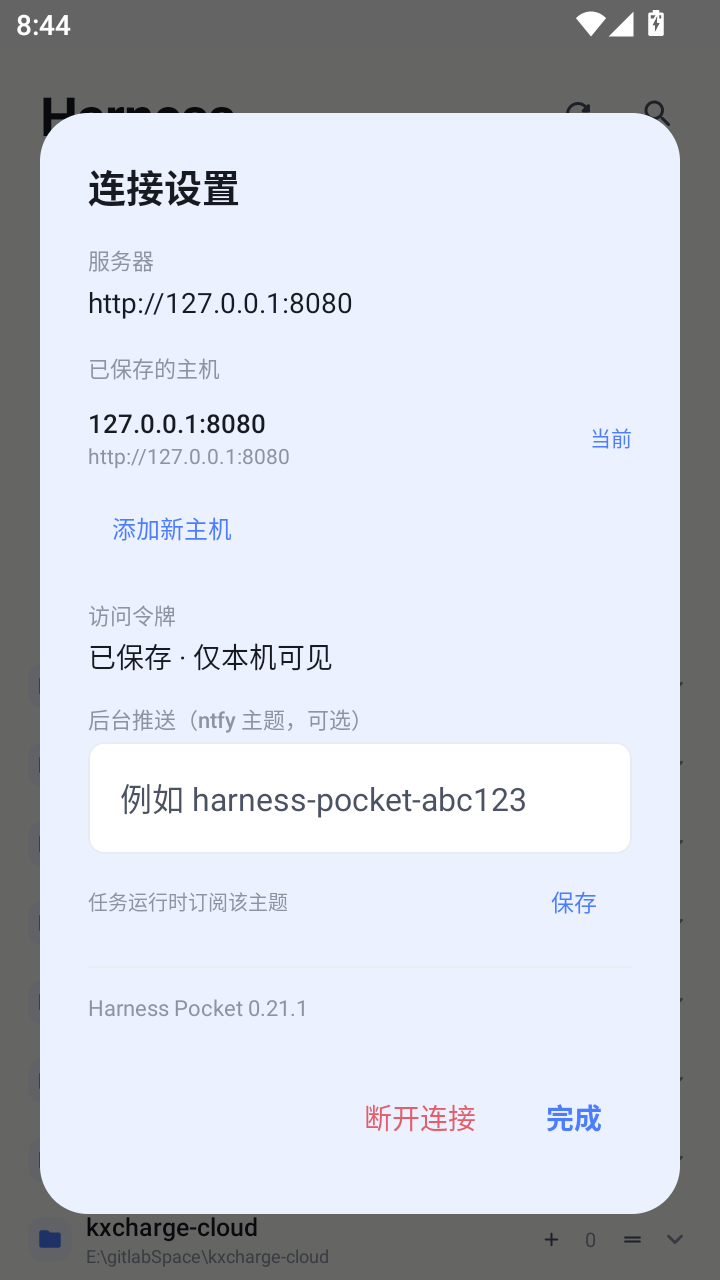 8:44
Harness
连接设置
服务器
http://127.0.0.1:8080
已保存的主机
127.0.0.1:8080
http://127.0.0.1:8080
当前
添加新主机
访问令牌
已保存 · 仅本机可见
后台推送（ntfy 主题，可选）
例如 harness-pocket-abc123
任务运行时订阅该主题
保存
Harness Pocket 0.21.1
断开连接
完成
kxcharge-cloud
E:\gitlabSpace\kxcharge-cloud
0